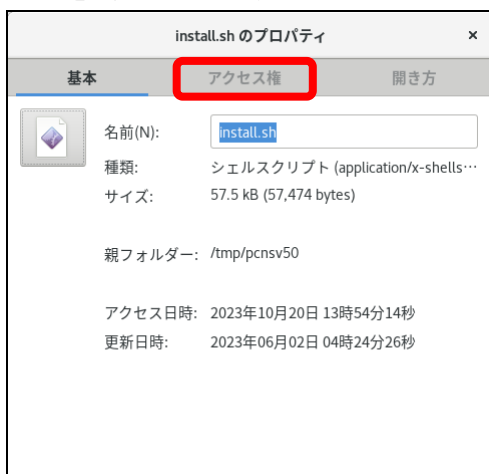 install.sh のプロパティ ×
基本 アクセス権 開き方
名前(N): install.sh
種類: シェルスクリプト (application/x-shells…
サイズ: 57.5 kB (57,474 bytes)
親フォルダー: /tmp/pcnsv50
アクセス日時: 2023年10月20日 13時54分14秒
更新日時: 2023年06月02日 04時24分26秒